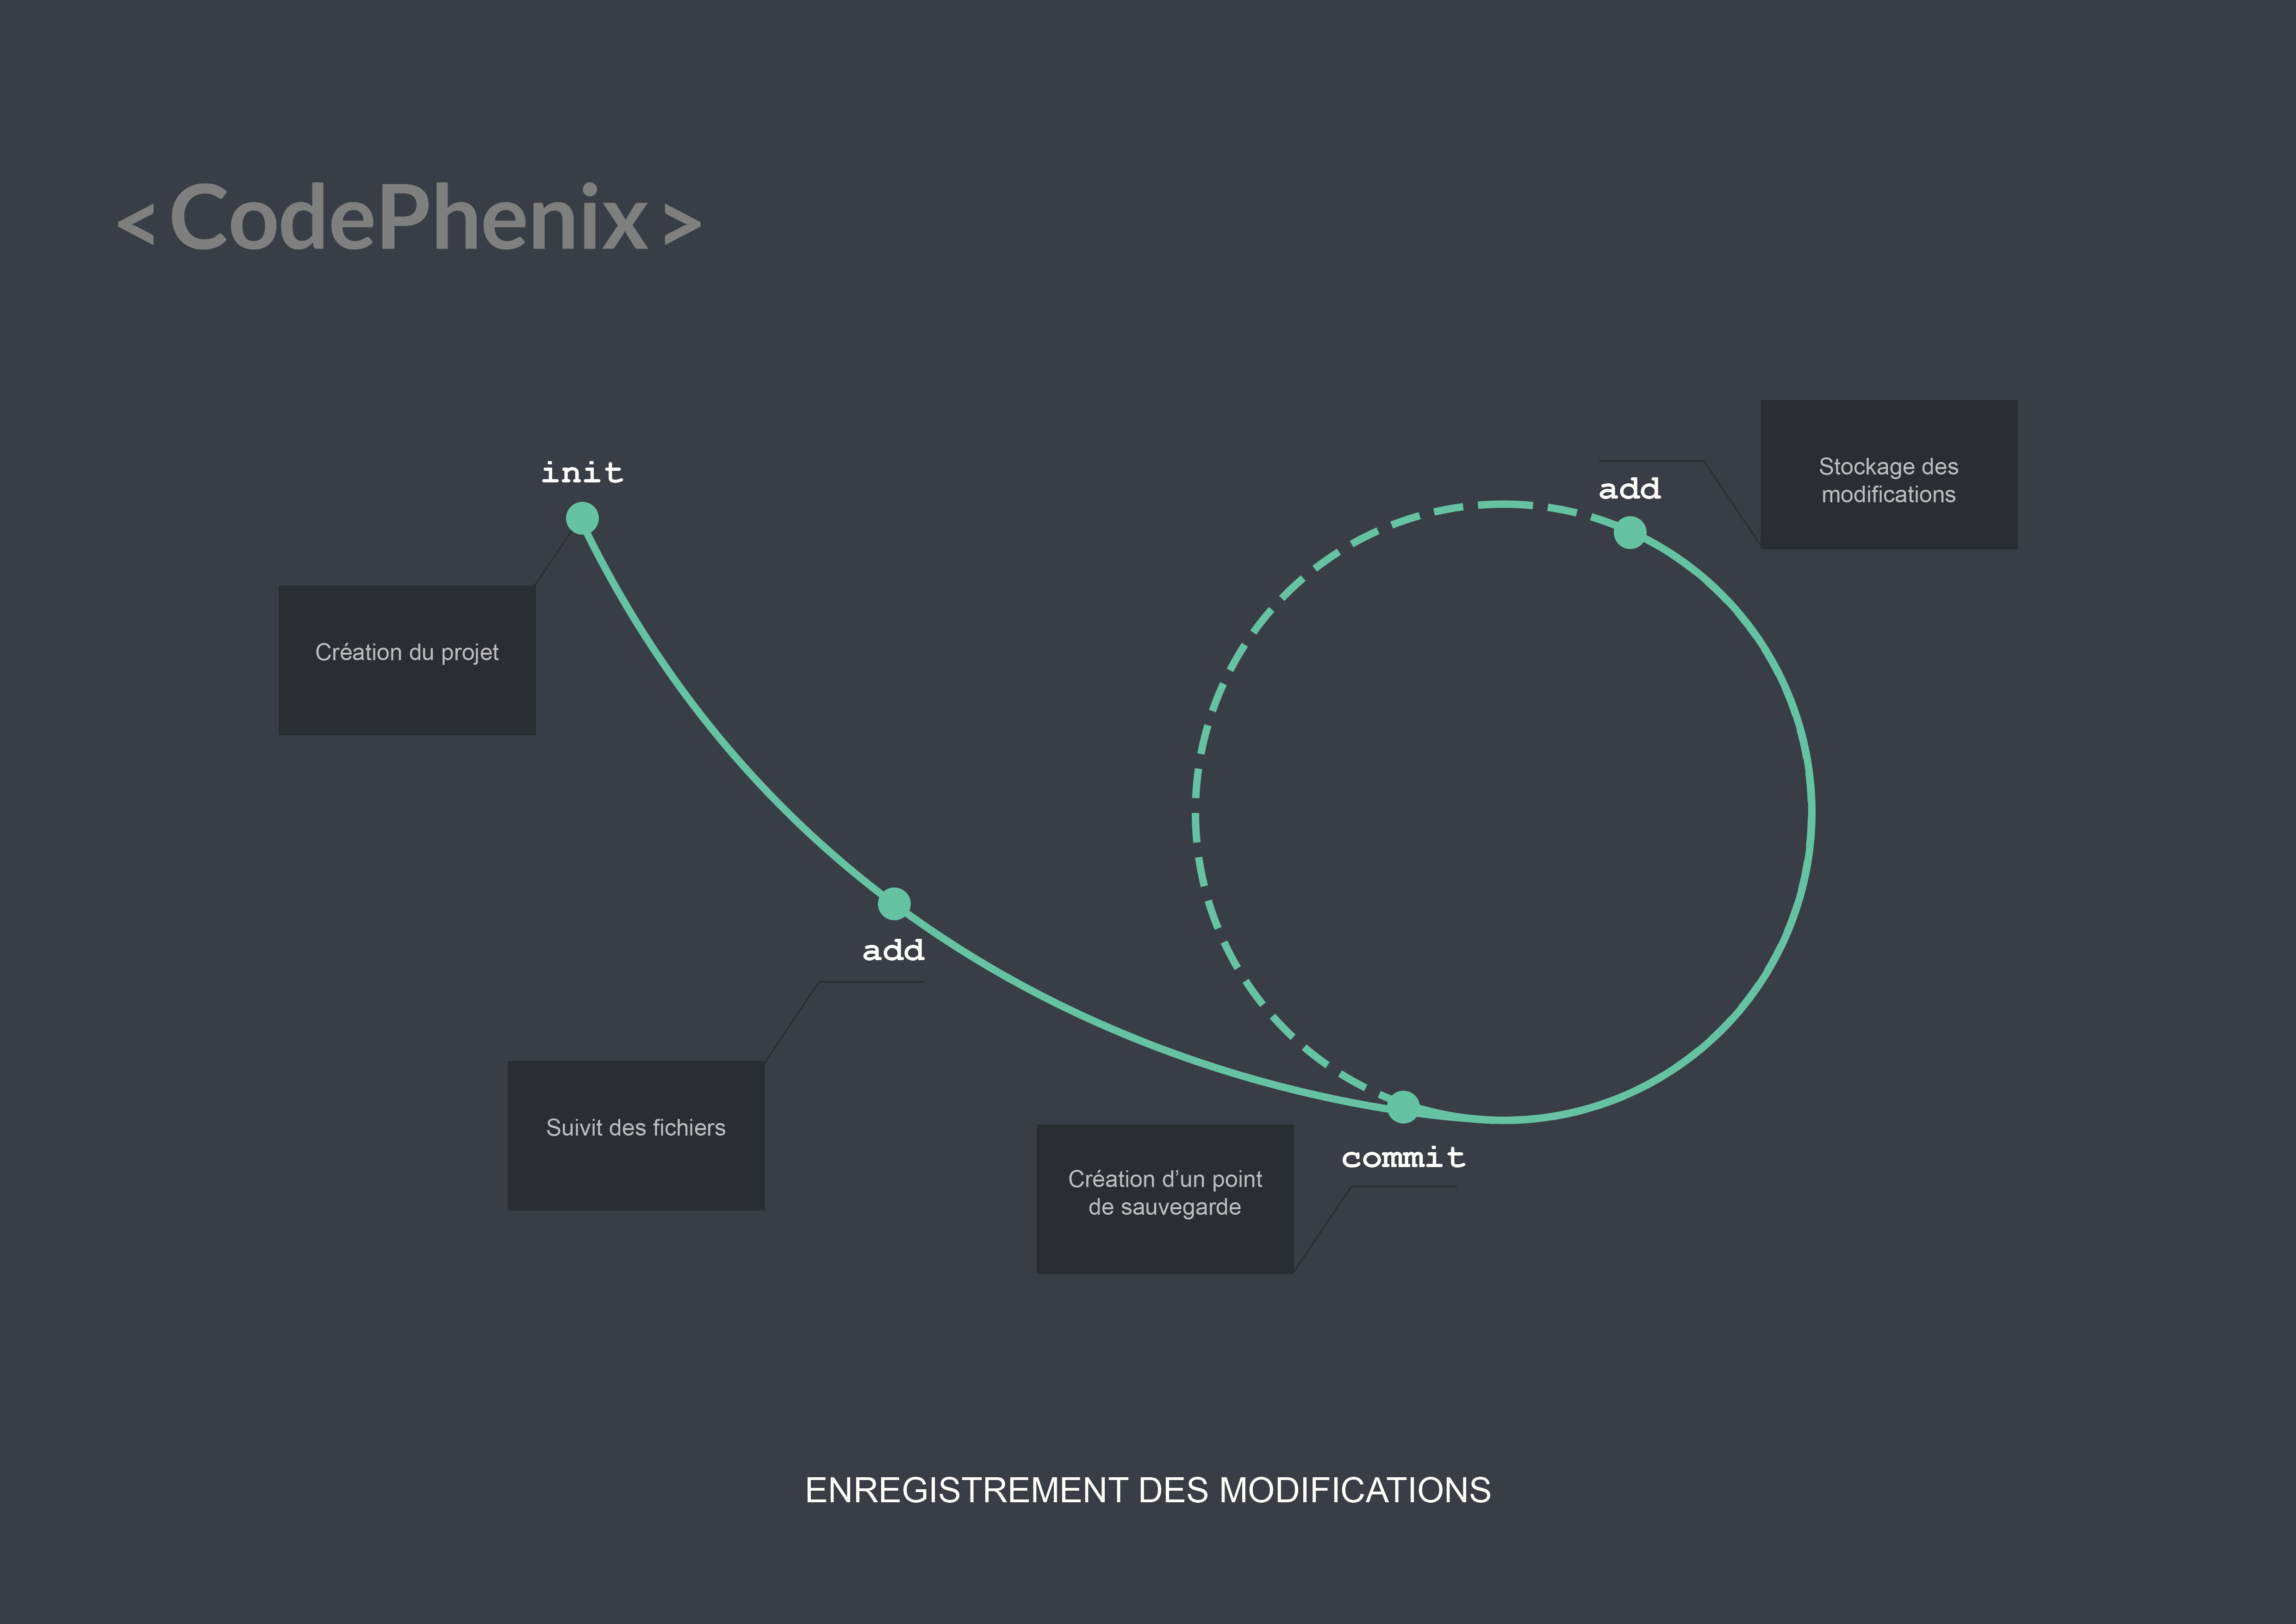 <CodePhenix>
init
Création du projet
add
Suivit des fichiers
commit
Création d’un point
de sauvegarde
add
Stockage des
modifications
ENREGISTREMENT DES MODIFICATIONS